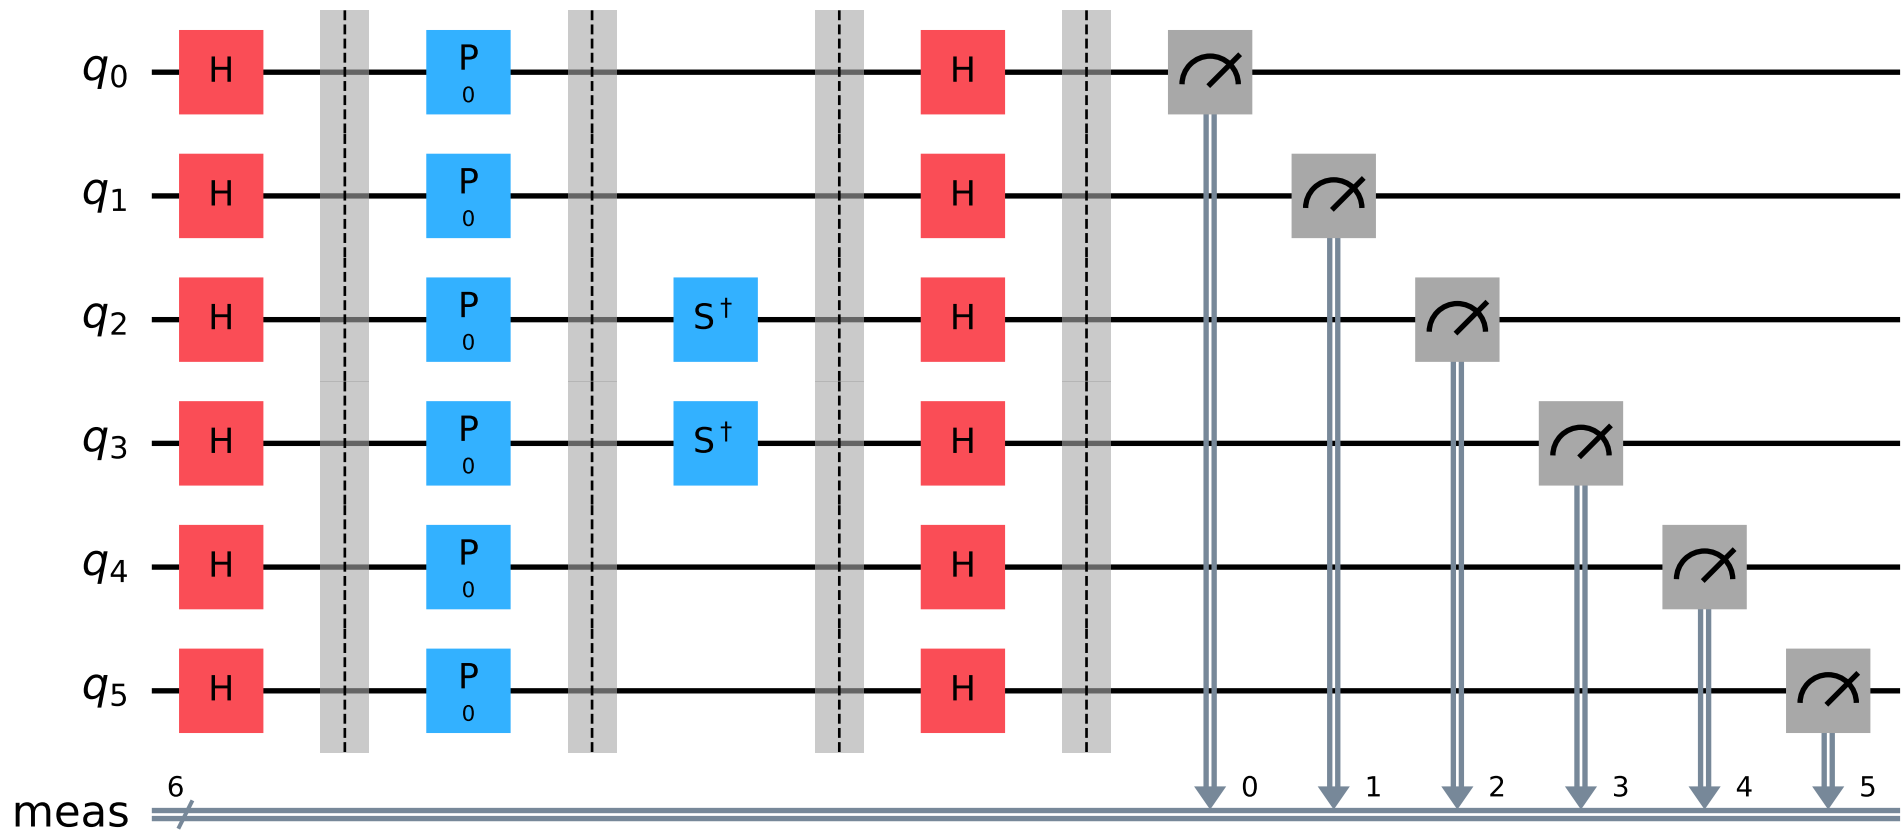 q0 H P 0 H
q1 H P 0 H
q2 H P 0 S† H
q3 H P 0 S† H
q4 H P 0 H
q5 H P 0 H
6 0 1 2 3 4 5
meas